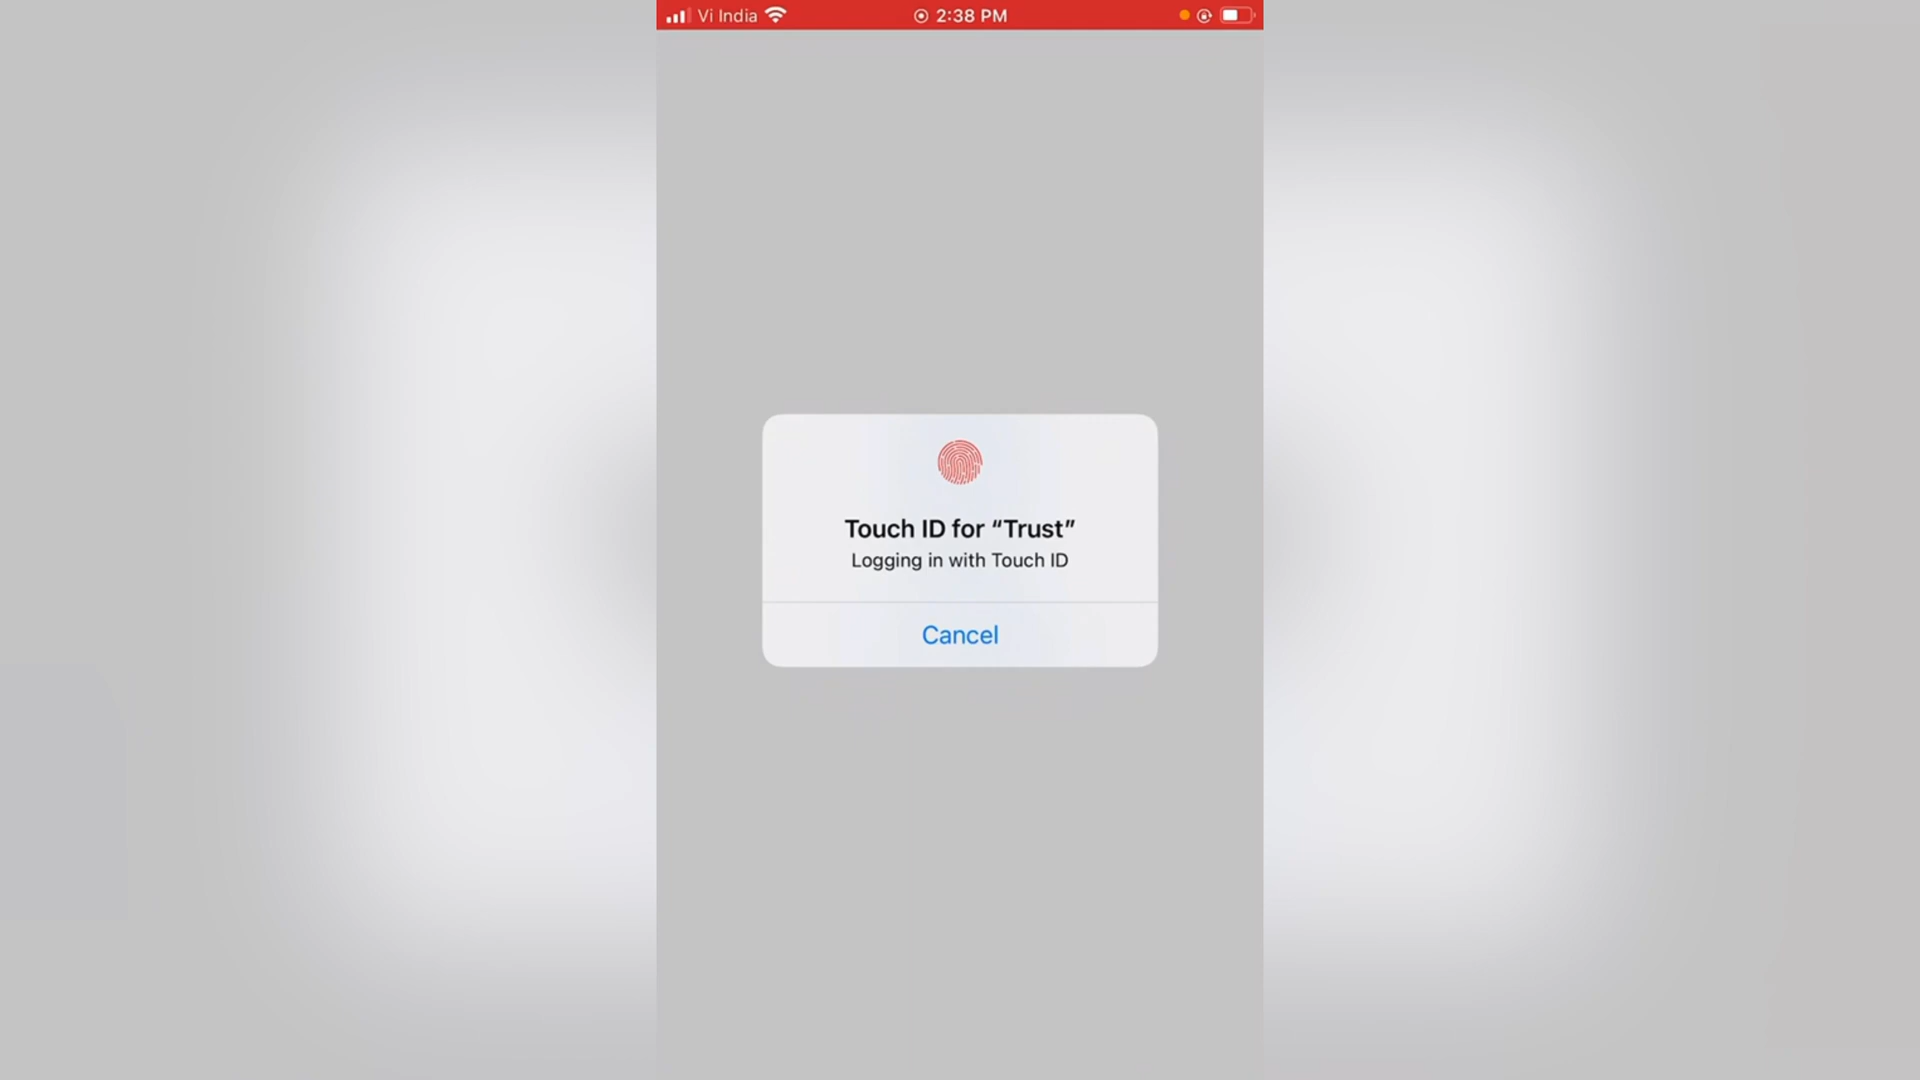 Vi India 2:38 PM
Touch ID for “Trust”
Logging in with Touch ID
Cancel